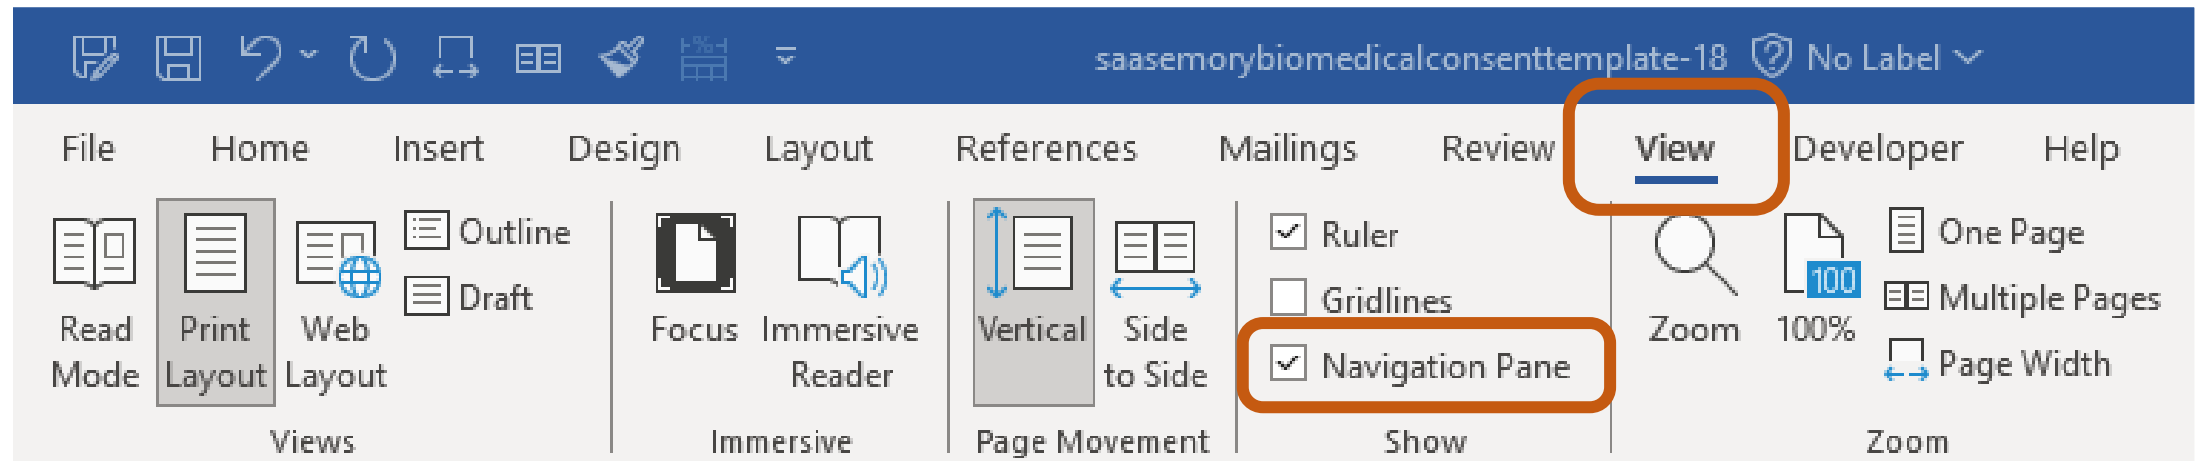 saasemorybiomedicalconsenttemplate-18 No Label
File Home Insert Design Layout References Mailings Review View Developer Help
Read Mode
Print Layout
Web Layout
Outline
Draft
Views
Focus
Immersive Reader
Immersive
Vertical
Side to Side
Page Movement
Ruler
Gridlines
Navigation Pane
Show
Zoom
100
100%
One Page
Multiple Pages
Page Width
Zoom